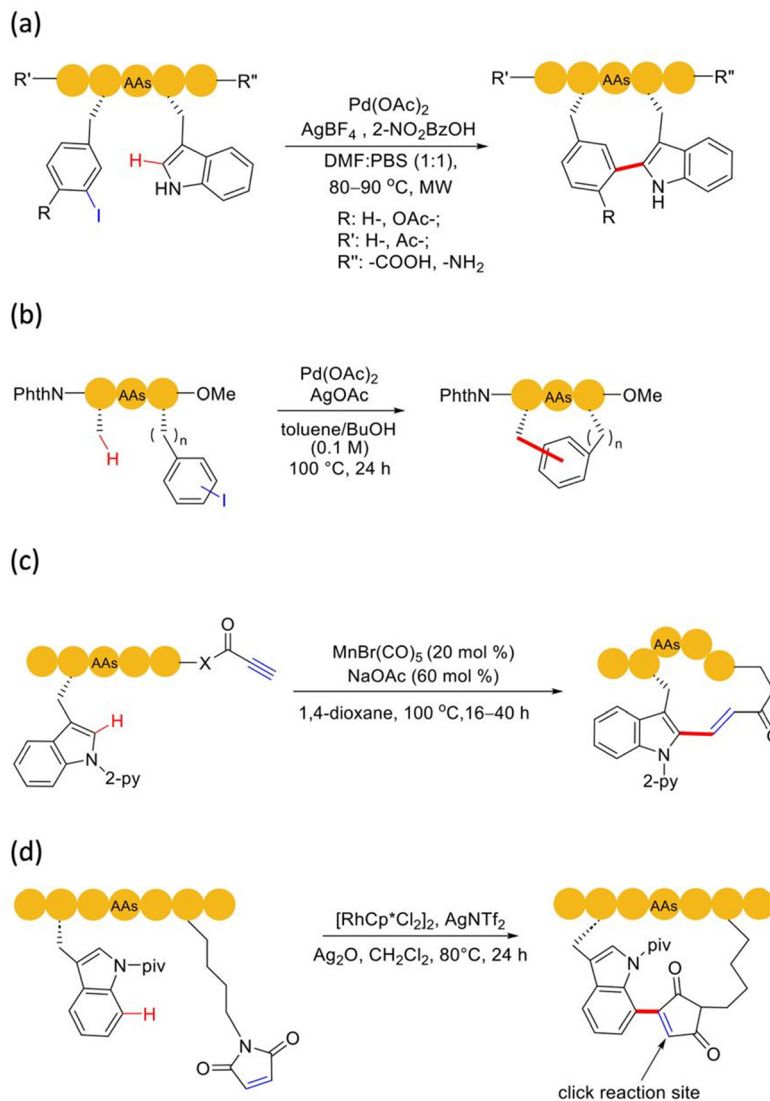 (a)
R' AAs R" R' AAs R"
Pd(OAc)2
AgBF4 , 2-NO2BzOH
DMF:PBS (1:1),
80–90 oC, MW
H HN R I
R N H
R: H-, OAc-;
R': H-, Ac-;
R": -COOH, -NH2
(b)
PhthN AAs OMe PhthN AAs OMe
Pd(OAc)2
AgOAc
toluene/BuOH
(0.1 M)
100 °C, 24 h
H ( )n I
( )n
(c)
AAs X O
AAs
MnBr(CO)5 (20 mol %)
NaOAc (60 mol %)
1,4-dioxane, 100 oC,16–40 h
H N 2-py
O N 2-py
(d)
AAs AAs
[RhCp*Cl2]2, AgNTf2
Ag2O, CH2Cl2, 80°C, 24 h
N–piv H N O O
piv N O O
click reaction site